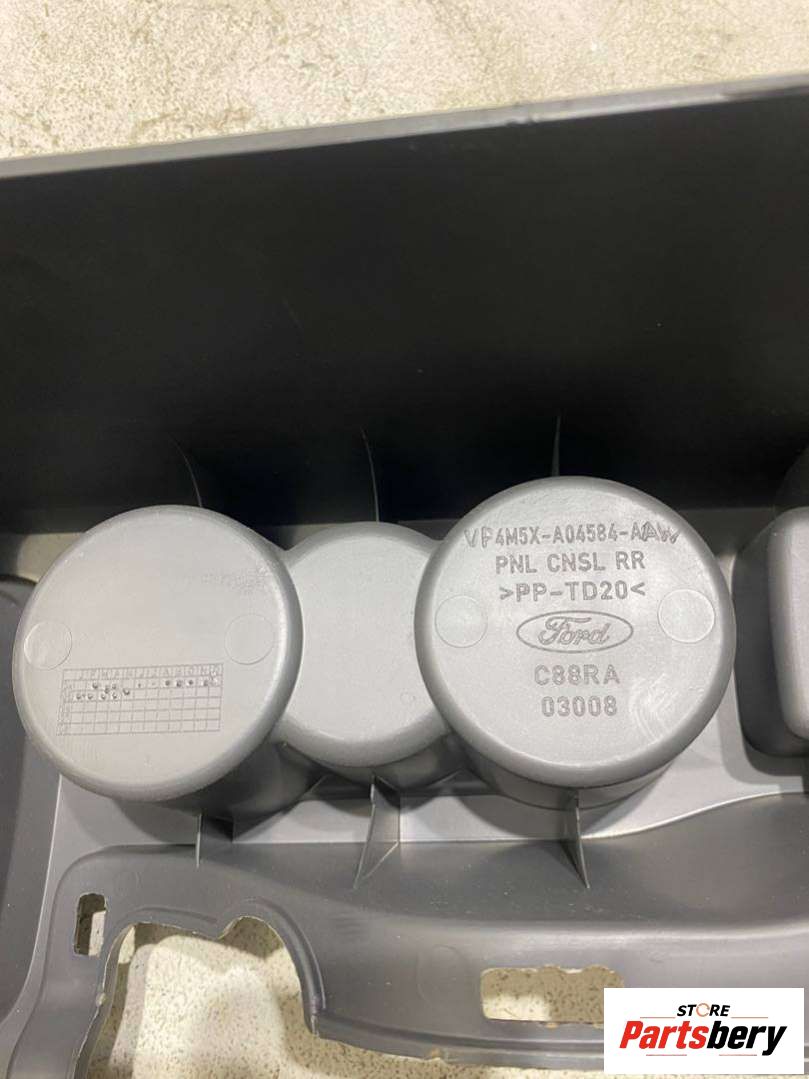 VP4M5X-A04584-AAW
PNL CNSL RR
>PP-TD20<
Ford
C88RA
03008
J F M A M J J A S O N D
STORE
Partsbery